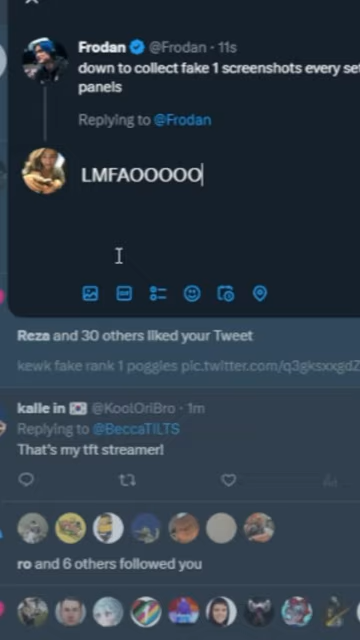 Frodan @Frodan · 11s
down to collect fake 1 screenshots every set
panels
Replying to @Frodan
LMFAOOOOO
GIF
Reza and 30 others liked your Tweet
kewk fake rank 1 poggles pic.twitter.com/q3gksxxgdZ
kalle in 🇰🇷 @KoolOriBro · 1m
Replying to @BeccaTILTS
That's my tft streamer!
ro and 6 others followed you